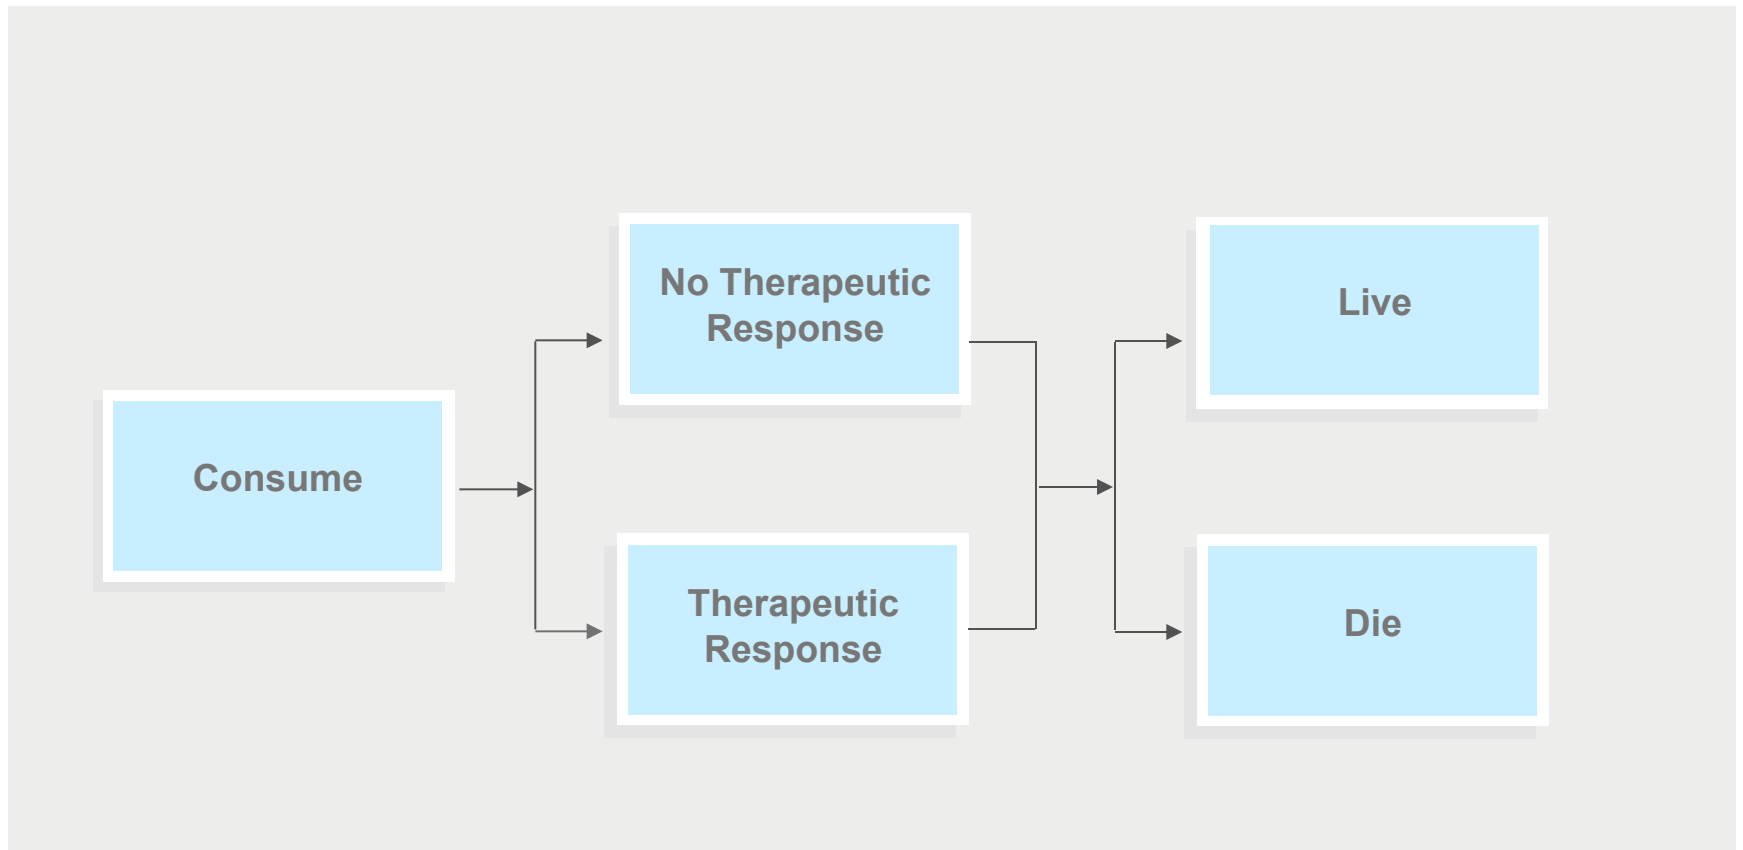 Consume
No Therapeutic
Response
Therapeutic
Response
Live
Die